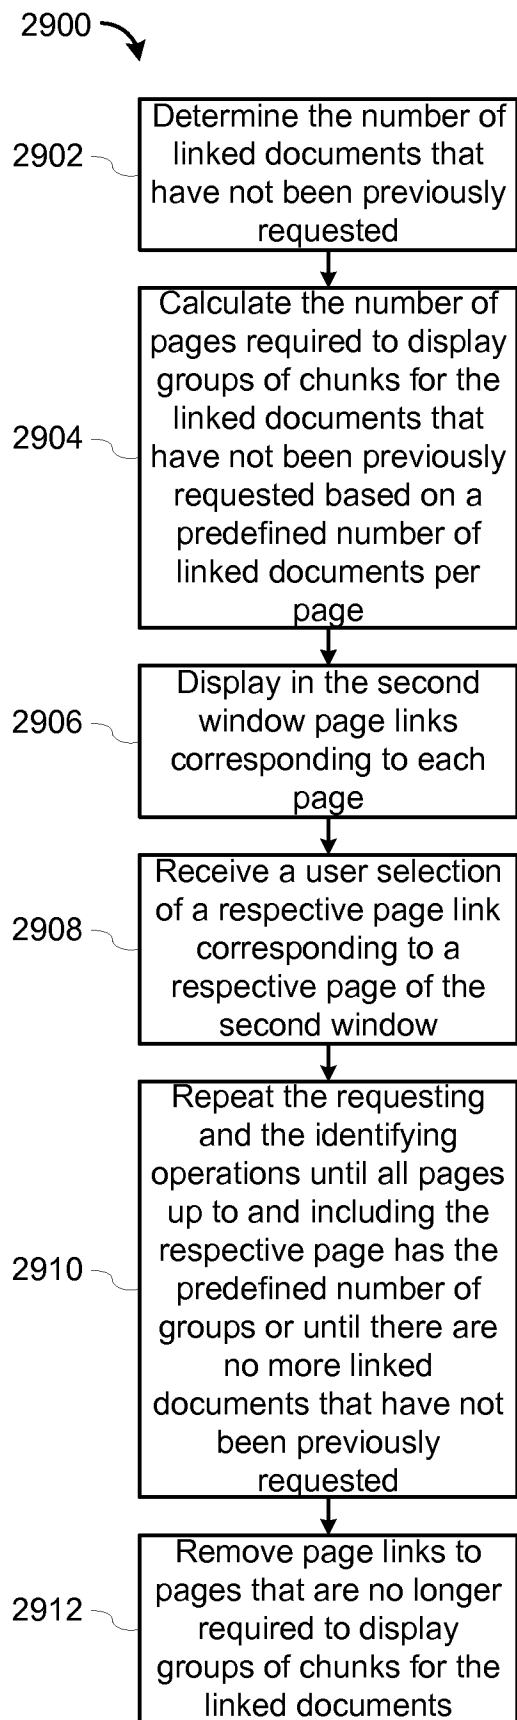 2900
2902
Determine the number of
linked documents that
have not been previously
requested
2904
Calculate the number of
pages required to display
groups of chunks for the
linked documents that
have not been previously
requested based on a
predefined number of
linked documents per
page
2906
Display in the second
window page links
corresponding to each
page
2908
Receive a user selection
of a respective page link
corresponding to a
respective page of the
second window
2910
Repeat the requesting
and the identifying
operations until all pages
up to and including the
respective page has the
predefined number of
groups or until there are
no more linked
documents that have not
been previously
requested
2912
Remove page links to
pages that are no longer
required to display
groups of chunks for the
linked documents